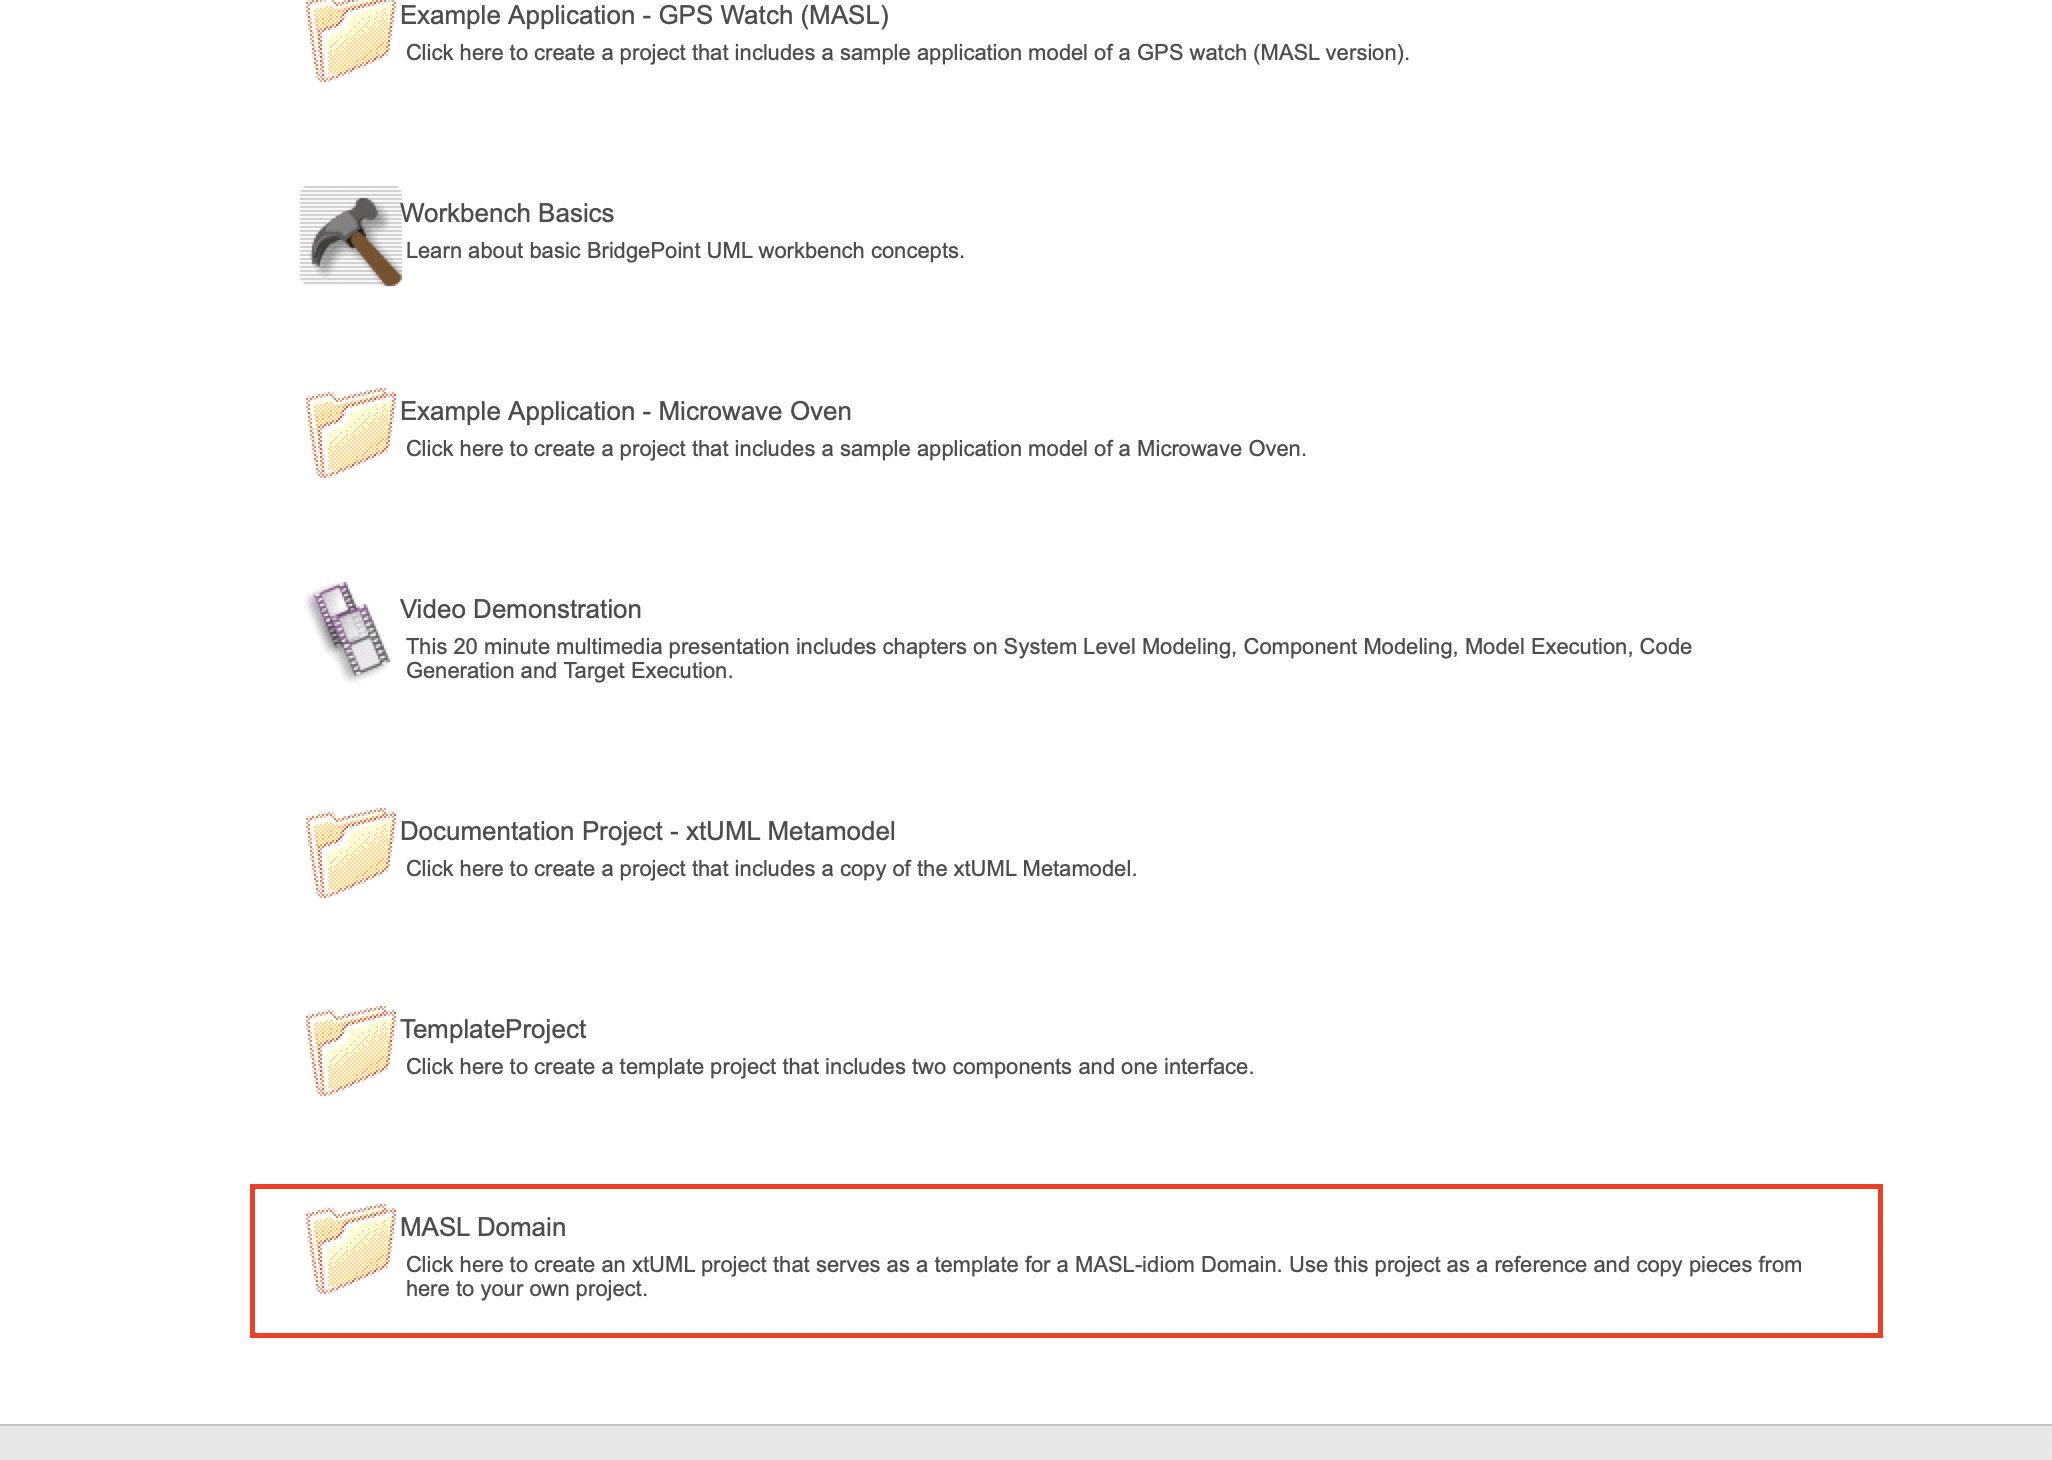 Example Application - GPS Watch (MASL)
Click here to create a project that includes a sample application model of a GPS watch (MASL version).
Workbench Basics
Learn about basic BridgePoint UML workbench concepts.
Example Application - Microwave Oven
Click here to create a project that includes a sample application model of a Microwave Oven.
Video Demonstration
This 20 minute multimedia presentation includes chapters on System Level Modeling, Component Modeling, Model Execution, Code
Generation and Target Execution.
Documentation Project - xtUML Metamodel
Click here to create a project that includes a copy of the xtUML Metamodel.
TemplateProject
Click here to create a template project that includes two components and one interface.
MASL Domain
Click here to create an xtUML project that serves as a template for a MASL-idiom Domain. Use this project as a reference and copy pieces from
here to your own project.